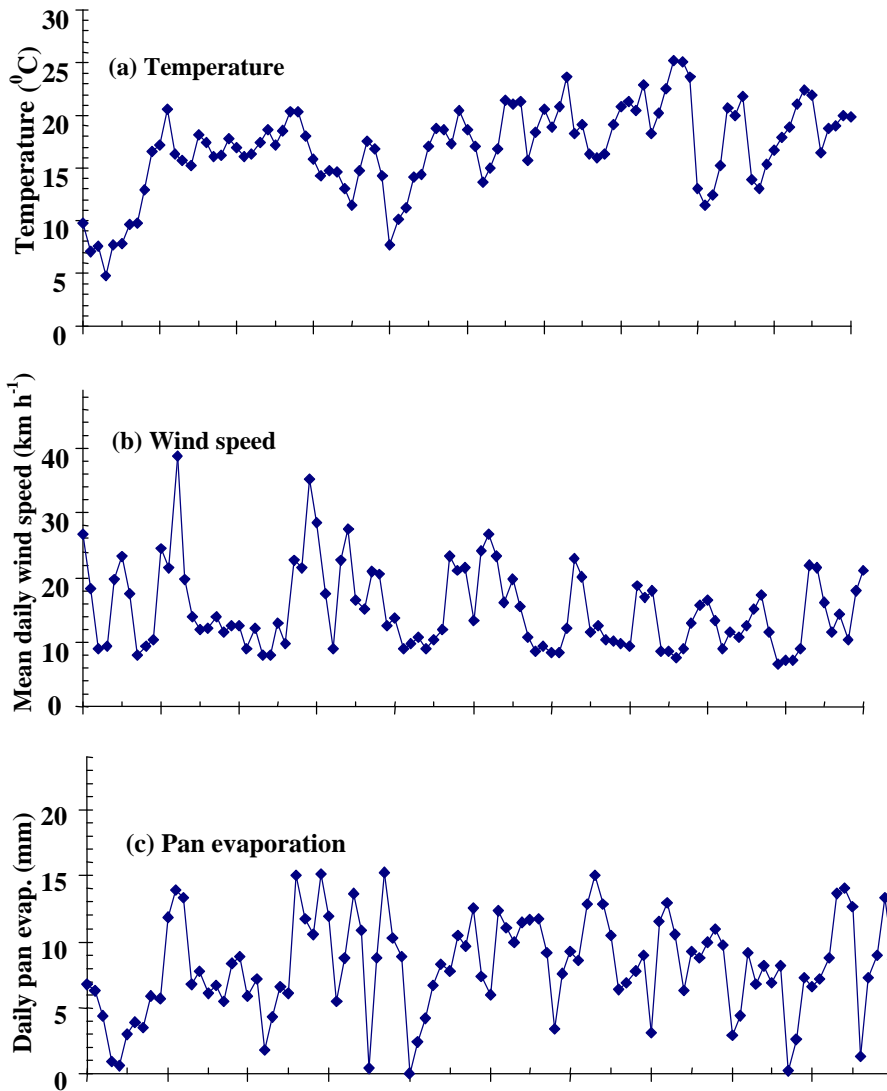 30
(a) Temperature
25
20
15
10
5
0
Temperature (⁰C)
(b) Wind speed
40
30
20
10
0
Mean daily wind speed (km h⁻¹)
20
(c) Pan evaporation
15
10
5
0
Daily pan evap. (mm)